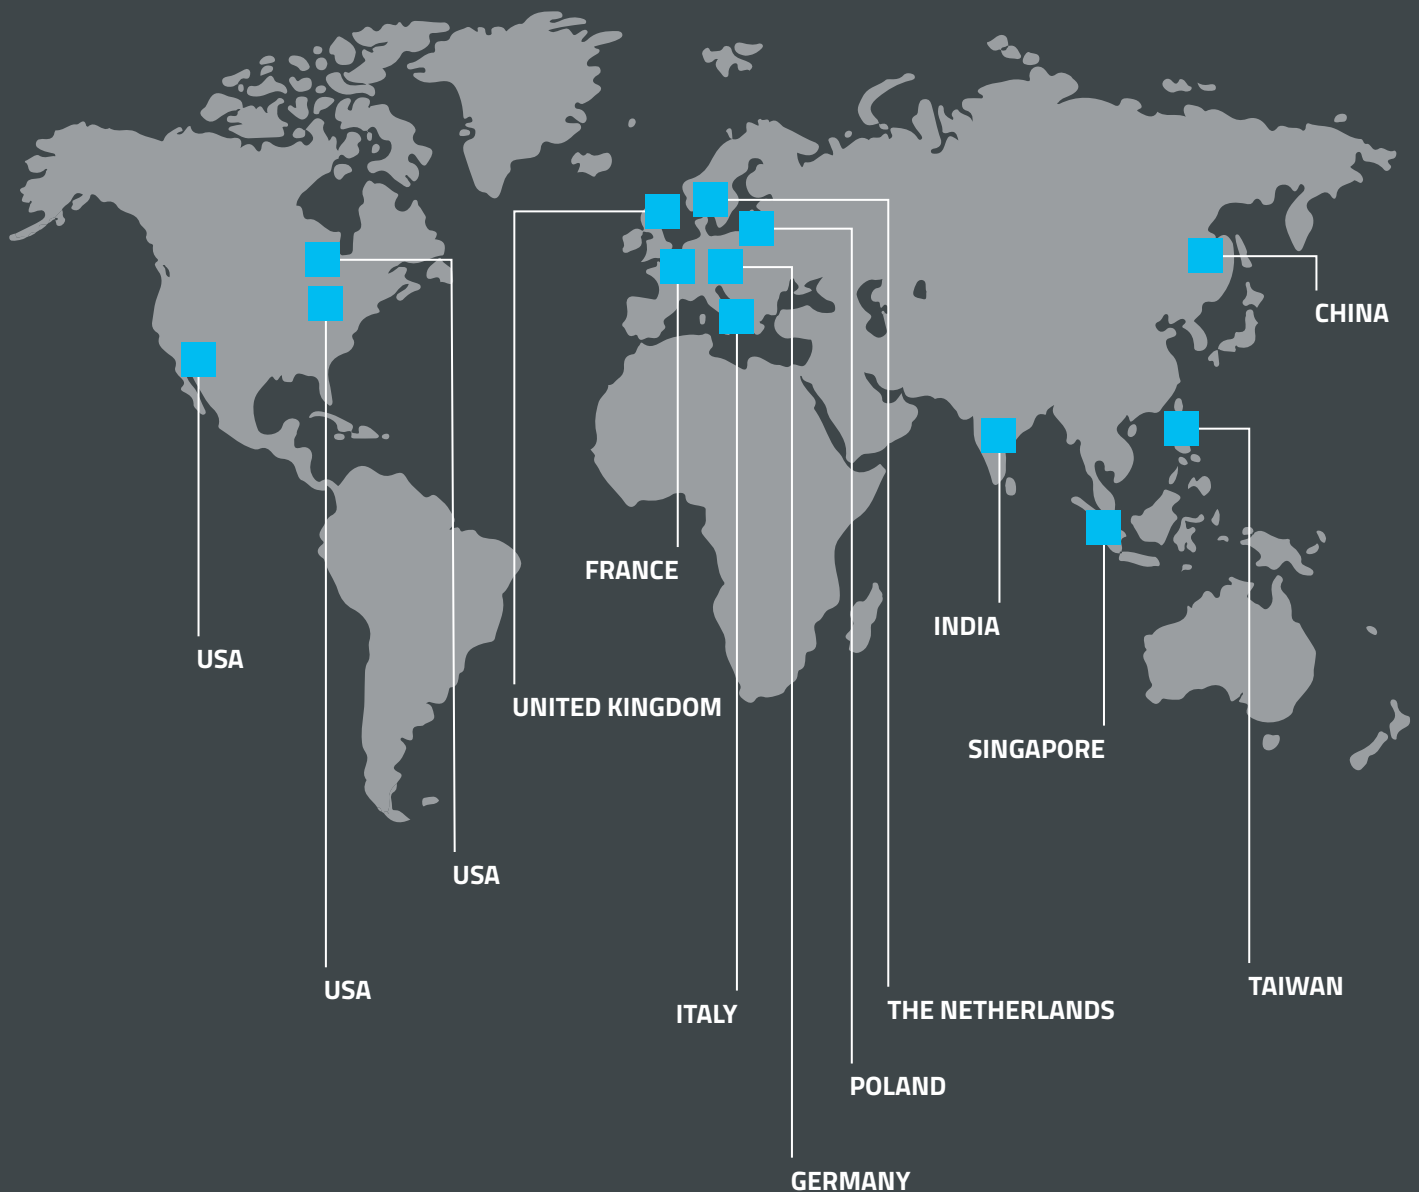 CHINA
FRANCE
INDIA
USA
UNITED KINGDOM
SINGAPORE
USA
USA
TAIWAN
ITALY
THE NETHERLANDS
POLAND
GERMANY